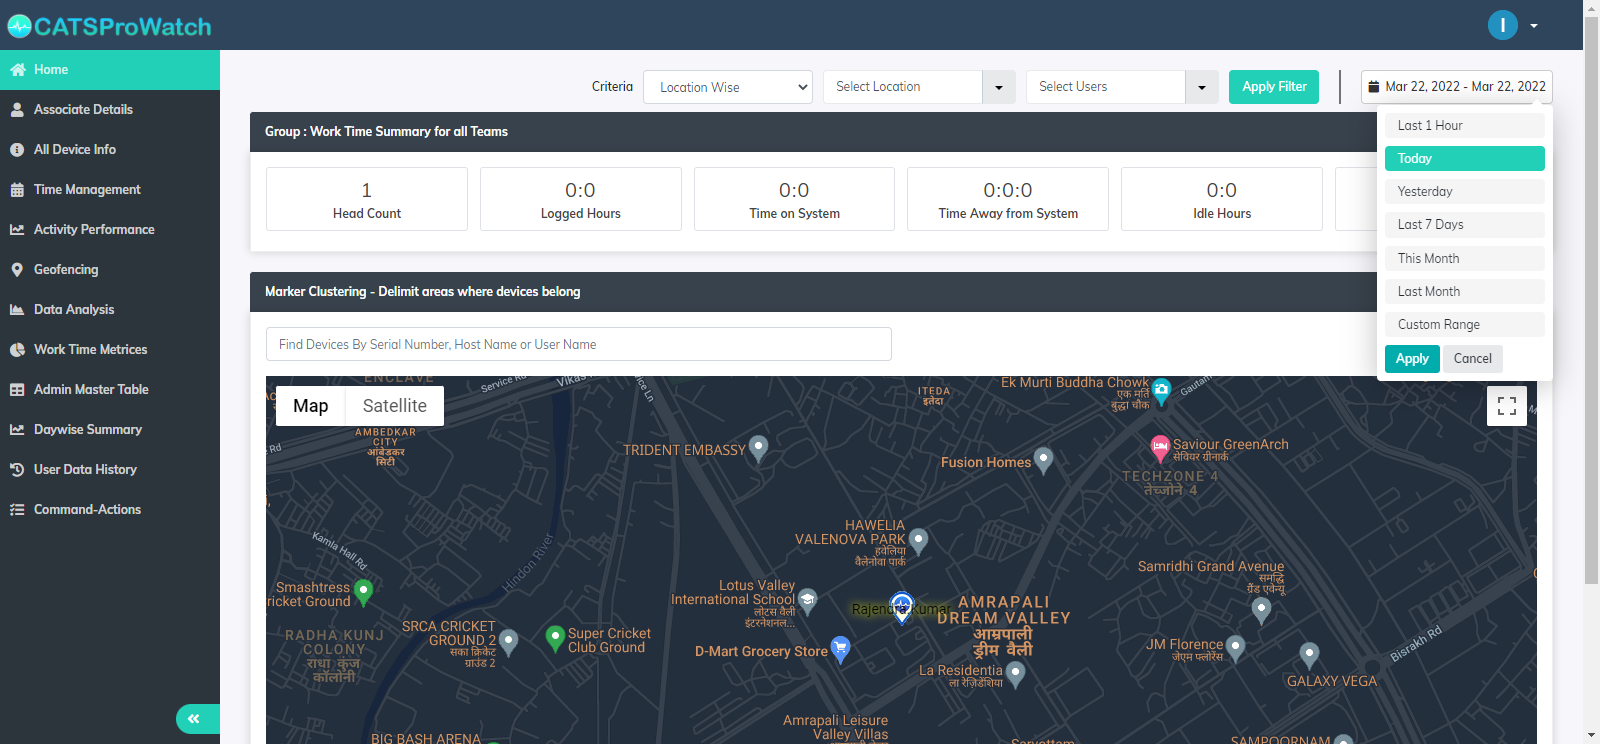 CATSProWatch
I
Home
Associate Details
All Device Info
Time Management
Activity Performance
Geofencing
Data Analysis
Work Time Metrices
Admin Master Table
Daywise Summary
User Data History
Command-Actions
Criteria
Location Wise
Select Location
Select Users
Apply Filter
Mar 22, 2022 - Mar 22, 2022
Last 1 Hour
Today
Yesterday
Last 7 Days
This Month
Last Month
Custom Range
Apply
Cancel
Group : Work Time Summary for all Teams
1
Head Count
0:0
Logged Hours
0:0
Time on System
0:0:0
Time Away from System
0:0
Idle Hours
Marker Clustering - Delimit areas where devices belong
Find Devices By Serial Number, Host Name or User Name
Map
Satellite
ENCLAVE
Service Rd
Vikas
ice Ln
ITEDA
इतेदा
Ek Murti Buddha Chowk
एक मूर्ति
बुद्धा चौक
Gautam
Rd
AMBEDKAR
CITY
आंबेडकर
सिटी
TRIDENT EMBASSY
Fusion Homes
Saviour GreenArch
सेवियर ग्रीनार्क
TECHZONE 4
तेच्जोने 4
HAWELIA
VALENOVA PARK
हवेलिया
वैलेनोवा पार्क
Kamla Hall Rd
Hindon River
Samridhi Grand Avenue
समृद्धि
ग्रैंड एवेन्यू
Smashtress
ricket Ground
Lotus Valley
International School
लोटस वैली
इंटरनेशनल...
Rajendra.Kumar
AMRAPALI
DREAM VALLEY
आम्रपाली
ड्रीम वैली
RADHA KUNJ
COLONY
राधा कुंज
कॉलोनी
SRCA CRICKET
GROUND 2
सका क्रिकेट
ग्राउंड 2
Super Cricket
Club Ground
D-Mart Grocery Store
JM Florence
जेएम फ्लोरेंस
Bisrakh Rd
La Residentia
ला रेज़िडेंशिया
GALAXY VEGA
Amrapali Leisure
Valley Villas
आम्रपाली लेज़र
BIG BASH ARENA
Sarvottam
SAMPOORNAM